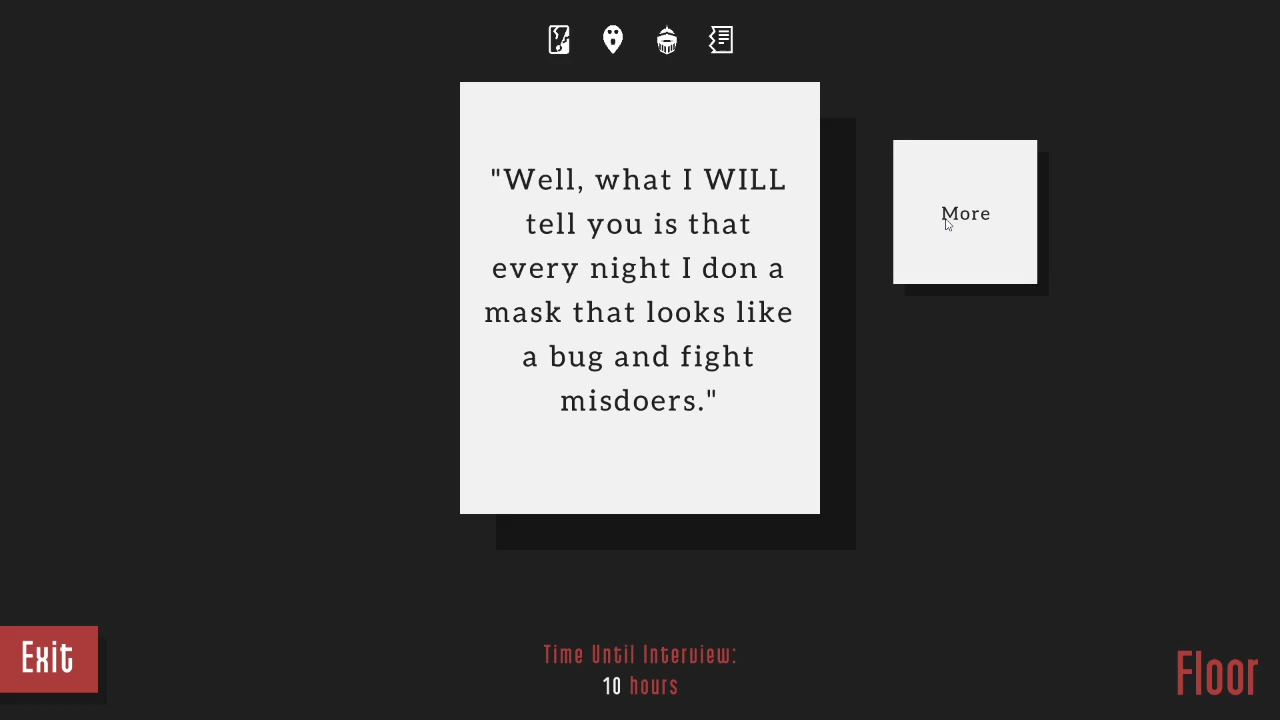 "Well, what I WILL
tell you is that
every night I don a
mask that looks like
a bug and fight
misdoers."
More
Exit
Time Until Interview:
10 hours
Floor